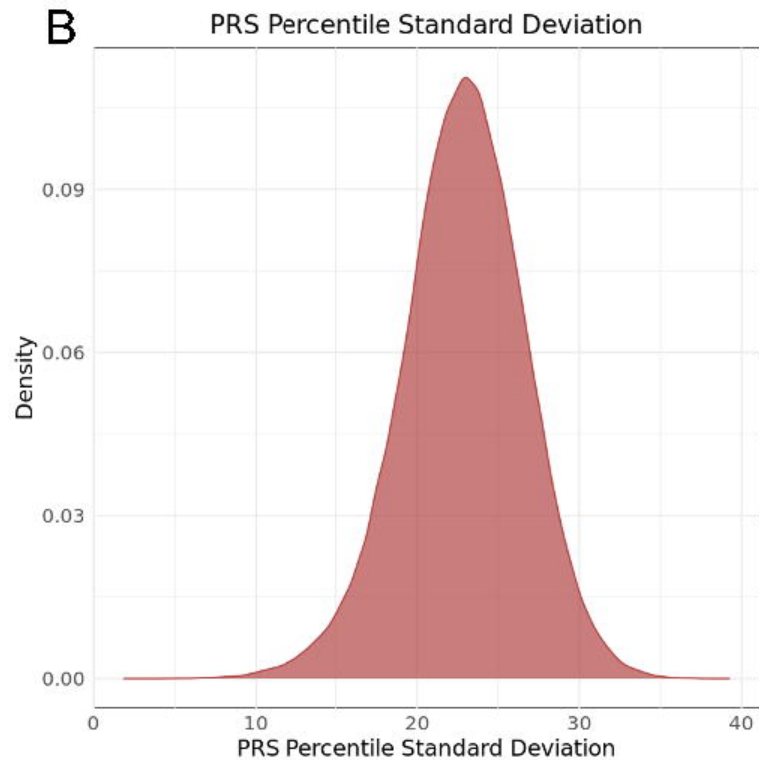 B
PRS Percentile Standard Deviation
Density
0.09
0.06
0.03
0.00
0 10 20 30 40
PRS Percentile Standard Deviation